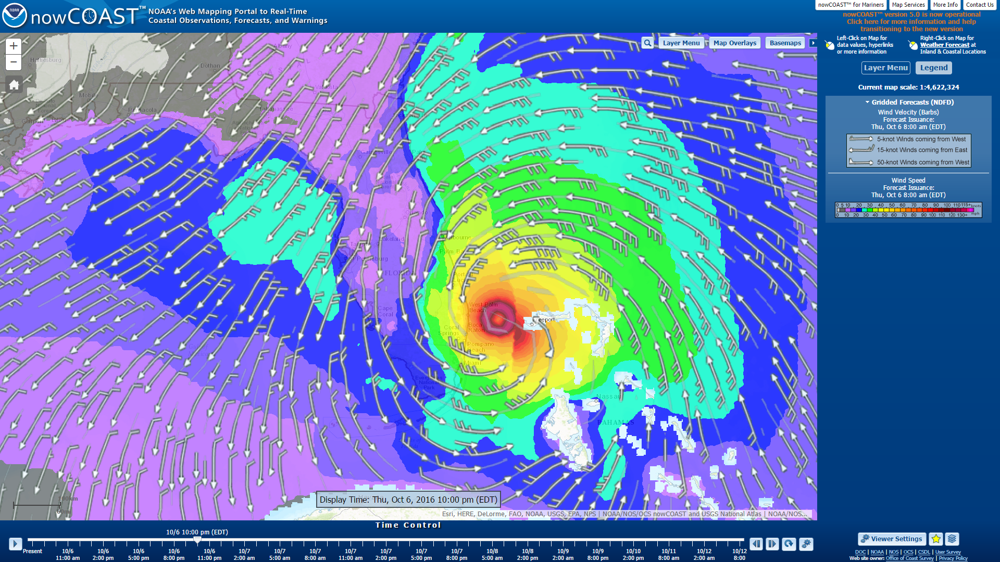 NOAA
nowCOAST™
NOAA's Web Mapping Portal to Real-Time
Coastal Observations, Forecasts, and Warnings
nowCOAST™ for Mariners
Map Services
More Info
Contact Us
nowCOAST™ version 5.0 is now operational
Click here for more information and help
transitioning to the new version
Left-Click on Map for
data values, hyperlinks
or more information
Right-Click on Map for
Weather Forecast at
Inland & Coastal Locations
Layer Menu
Legend
Current map scale: 1:4,622,324
Gridded Forecasts (NDFD)
Wind Velocity (Barbs)
Forecast Issuance:
Thu, Oct 6 8:00 am (EDT)
5-knot Winds coming from West
15-knot Winds coming from East
50-knot Winds coming from West
Wind Speed
Forecast Issuance:
Thu, Oct 6 8:00 am (EDT)
0 5 10 20 30 40 50 60 70 80 90 100 110 115+ knots
0 10 20 30 40 50 60 70 80 90 100 110 120 130+ mph
+
−
Layer Menu
Map Overlays
Basemaps
Albany
Hattiesburg
Dothan
COASTAL
Valdosta
Mobile
De Soto
National
Forest
Pensacola
Tallahassee
Jacksonville
Gulfport
Biloxi
National
Gainesville
Palm
National
Orlando
Lakeland
Tampa
St Petersburg
Melbourne
Palm Bay
FLORIDA
Port St
Lucie
Cape
Coral
West Palm
Beach
Freeport
Boca
Raton
Coral
Springs
Pompano
Beach
Miami
Gulf of
Everglades
National
Park
Nassau
BAHAMAS
100km
60mi
Display Time: Thu, Oct 6, 2016 10:00 pm (EDT)
Esri, HERE, DeLorme, FAO, NOAA, USGS, EPA, NPS | NOAA/NOS/OCS nowCOAST and USGS National Atlas | NOAA/NOS...
Time Control
10/6 10:00 pm (EDT)
Present
10/6 11:00 am
10/6 2:00 pm
10/6 5:00 pm
10/6 8:00 pm
10/6 11:00 am
10/7 2:00 am
10/7 5:00 am
10/7 8:00 am
10/7 11:00 am
10/7 2:00 pm
10/7 5:00 pm
10/7 8:00 pm
10/8 5:00 am
10/8 2:00 pm
10/9 2:00 am
10/9 8:00 pm
10/10 2:00 pm
10/11 8:00 am
10/12 2:00 am
10/12 8:00
Viewer Settings
DOC | NOAA | NOS | OCS | CSDL | User Survey
Web site owner: Office of Coast Survey | Privacy Policy